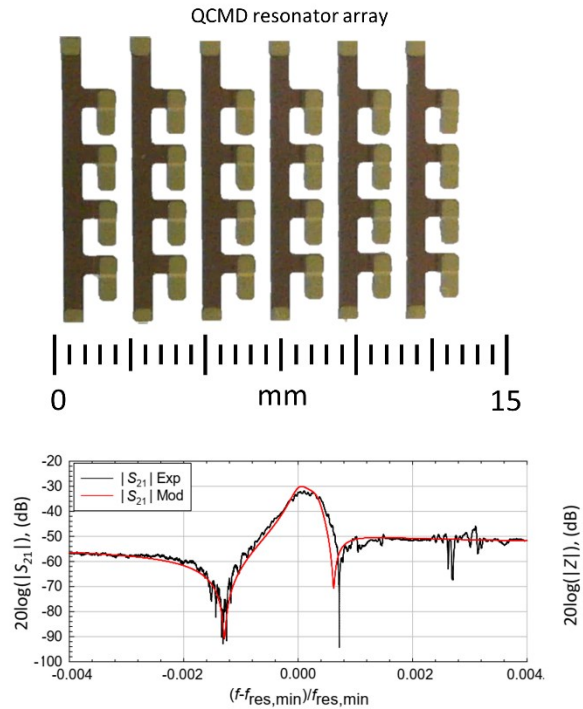 QCMD resonator array
0 mm 15
-20
-30
|S21| Exp
|S21| Mod
-40
-50
-60
-70
-80
-90
-100
20log(|S21|), (dB)
20log(|Z|), (dB)
-0.004 -0.002 0.000 0.002 0.004.
(f-fres,min)/fres,min